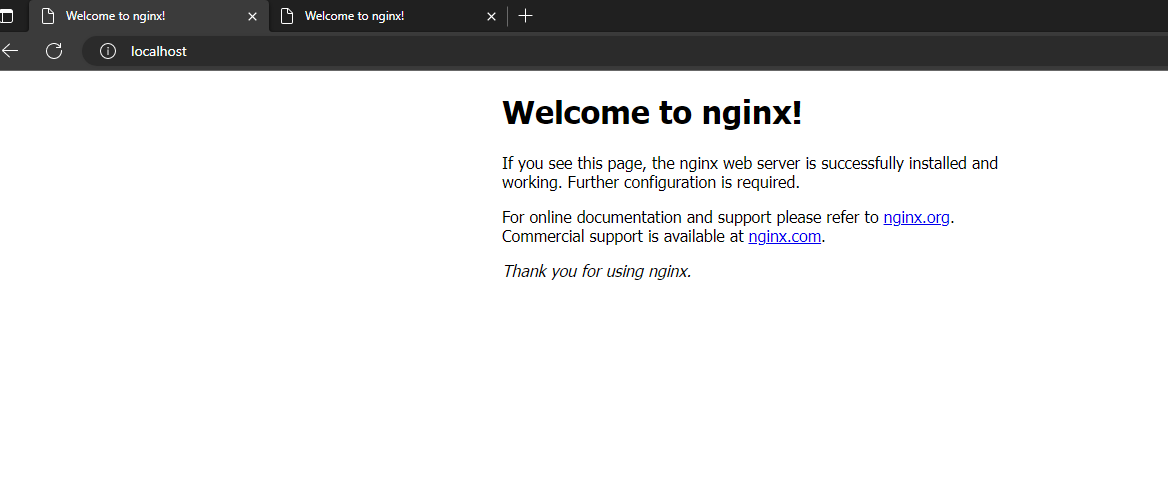 Welcome to nginx!
Welcome to nginx!
localhost
Welcome to nginx!
If you see this page, the nginx web server is successfully installed and
working. Further configuration is required.
For online documentation and support please refer to nginx.org.
Commercial support is available at nginx.com.
Thank you for using nginx.